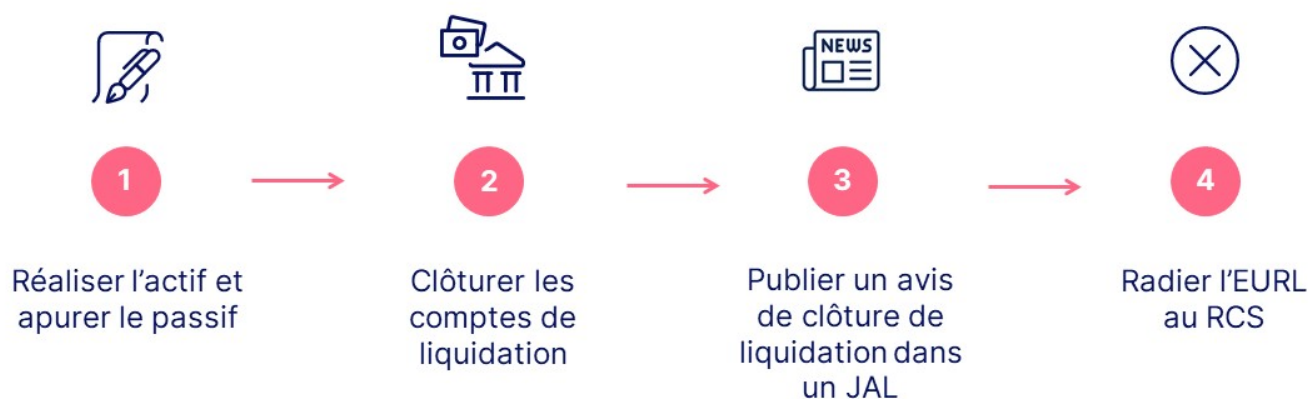 NEWS
1
2
3
4
Réaliser l'actif et
apurer le passif
Clôturer les
comptes de
liquidation
Publier un avis
de clôture de
liquidation dans
un JAL
Radier l'EURL
au RCS